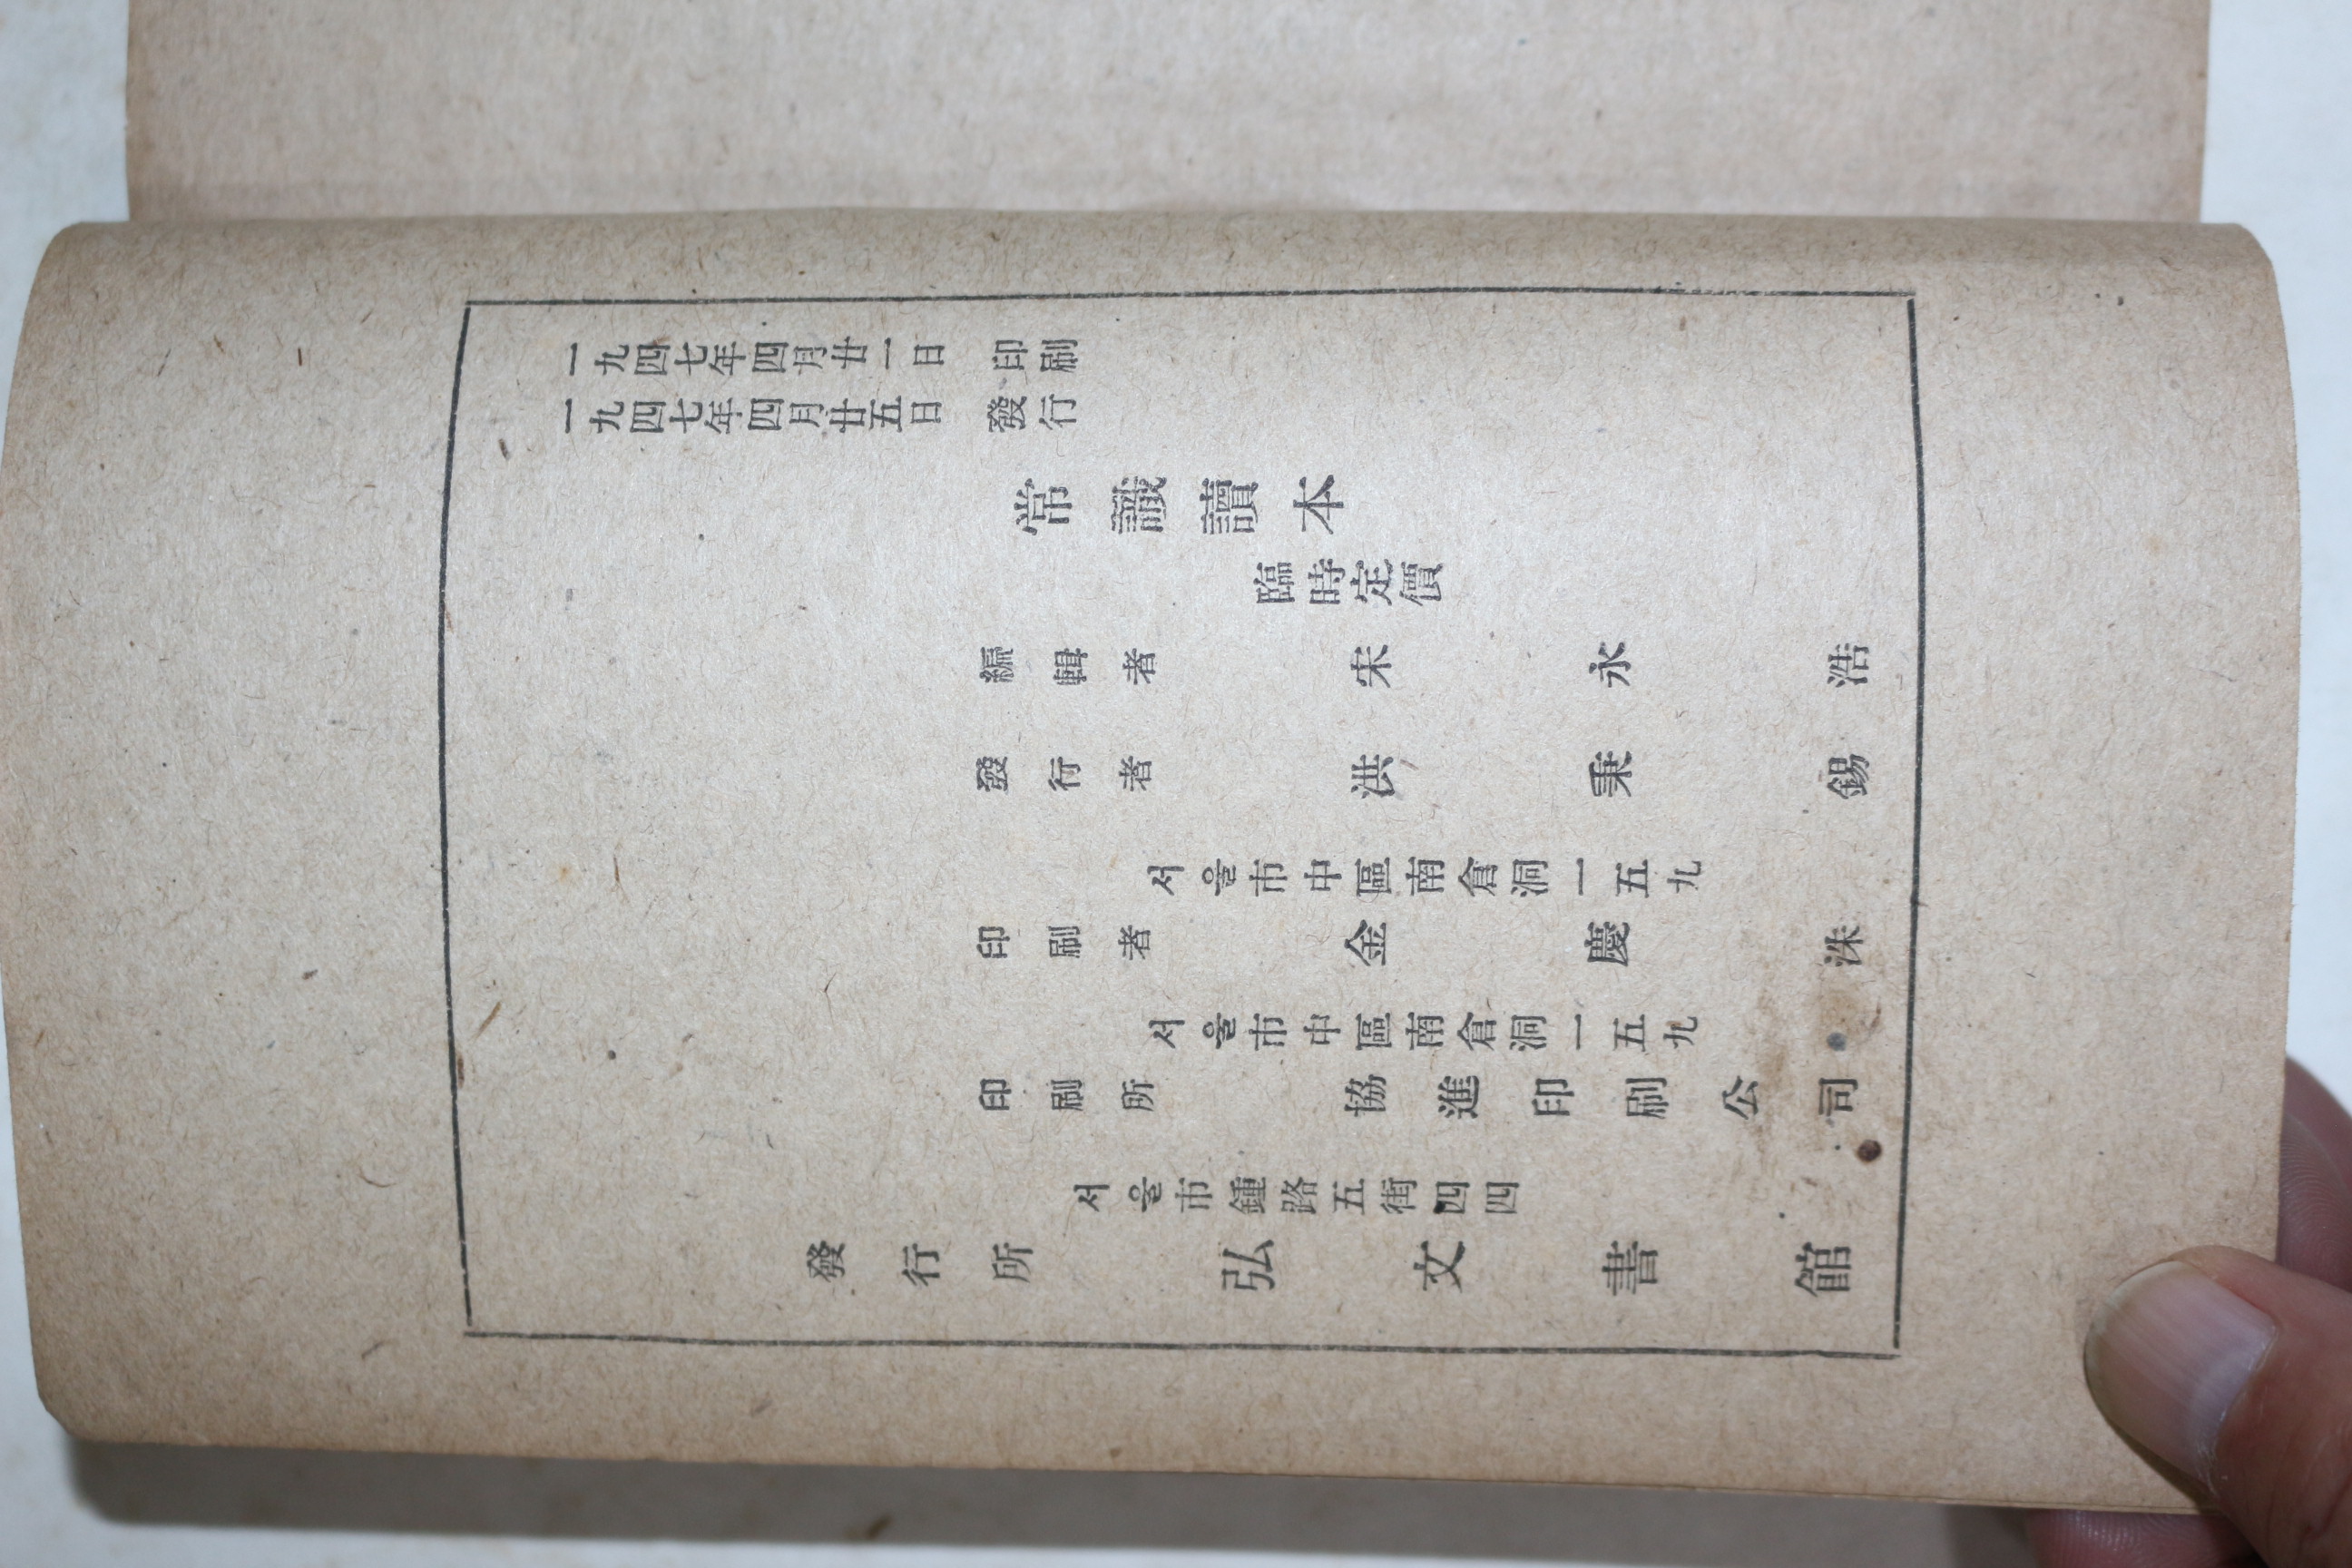 一九四七年四月廿一日 印刷
一九四七年四月廿五日 發行
常識讀本
臨時定價
編輯者 宋永浩
發行者 洪秉錫
서울市中區南倉洞一五九
印刷者 金慶洙
서울市中區南倉洞一五九
印刷所 協進印刷公司
서울市鍾路五街四四
發行所 弘文書館